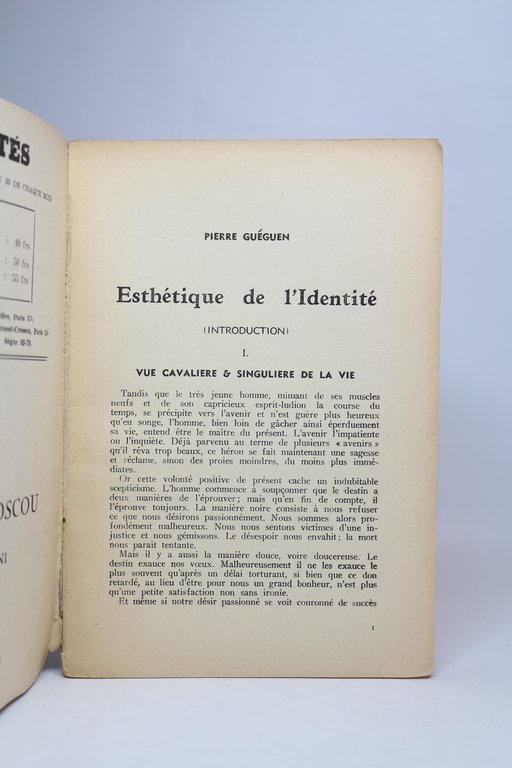 TÉS
20 DE CHAQUE MOIS
40 frs
50 frs
55 frs
Paris 15e
Ségur
OSCOU
NI
PIERRE GUÉGUEN
Esthétique de l'Identité
(INTRODUCTION)
I.
VUE CAVALIERE & SINGULIERE DE LA VIE
Tandis que le très jeune homme, mimant de ses muscles
neufs et de son capricieux esprit-ludion la course du
temps, se précipite vers l'avenir et n'est guère plus heureux
qu'en songe, l'homme, bien loin de gâcher ainsi éperduement
sa vie, entend être le maître du présent. L'avenir l'impatiente
ou l'inquiète. Déjà parvenu au terme de plusieurs « avenirs »
qu'il rêva trop beaux, ce héron se fait maintenant une sagesse
et réclame, sinon des proies moindres, du moins plus immé-
diates.
Or cette volonté positive de présent cache un indubitable
scepticisme. L'homme commence à soupçonner que le destin a
deux manières de l'éprouver; mais qu'en fin de compte, il
l'éprouve toujours. La manière noire consiste à nous refuser
ce que nous désirons passionnément. Nous sommes alors pro-
fondément malheureux. Nous nous sentons victimes d'une in-
justice et nous gémissons. Le désespoir nous envahit; la mort
nous parait tentante.
Mais il y a aussi la manière douce, voire doucereuse. Le
destin exauce nos vœux. Malheureusement il ne les exauce le
plus souvent qu'après un délai torturant, si bien que ce don
retardé, au lieu d'être pour nous un grand bonheur, n'est plus
qu'une petite satisfaction non sans ironie.
Et même si notre désir passionné se voit couronné de succès
1